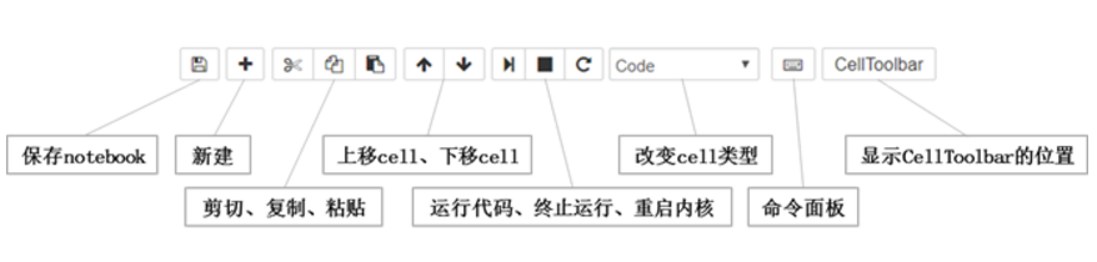 Code
CellToolbar
保存notebook
新建
上移cell、下移cell
改变cell类型
显示CellToolbar的位置
剪切、复制、粘贴
运行代码、终止运行、重启内核
命令面板